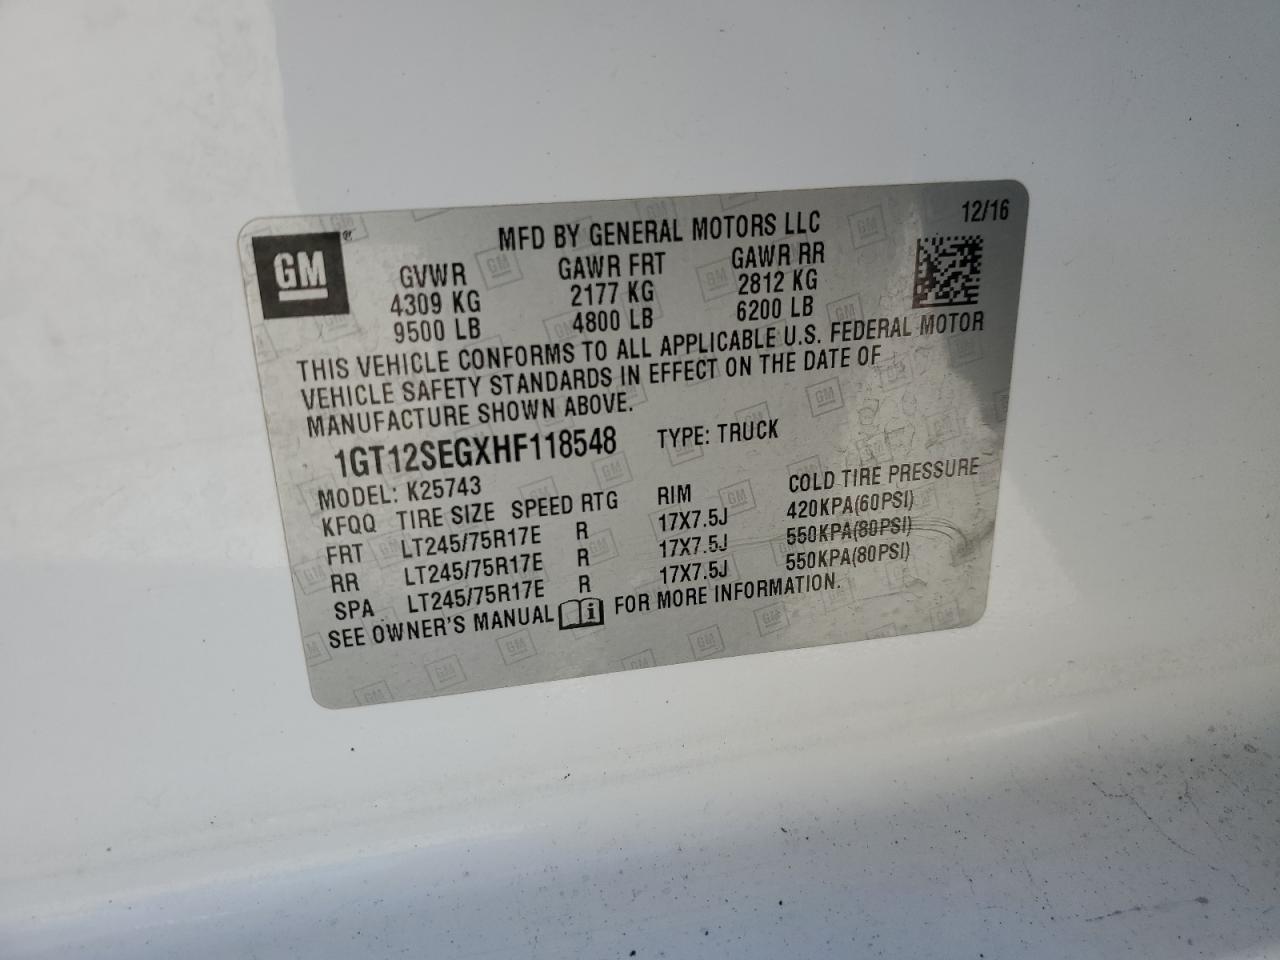 GM
MFD BY GENERAL MOTORS LLC 12/16
GVWR GAWR FRT GAWR RR
4309 KG 2177 KG 2812 KG
9500 LB 4800 LB 6200 LB
THIS VEHICLE CONFORMS TO ALL APPLICABLE U.S. FEDERAL MOTOR
VEHICLE SAFETY STANDARDS IN EFFECT ON THE DATE OF
MANUFACTURE SHOWN ABOVE.
1GT12SEGXHF118548 TYPE: TRUCK
MODEL: K25743
KFQQ TIRE SIZE SPEED RTG RIM COLD TIRE PRESSURE
FRT LT245/75R17E R 17X7.5J 420KPA(60PSI)
RR LT245/75R17E R 17X7.5J 550KPA(80PSI)
SPA LT245/75R17E R 17X7.5J 550KPA(80PSI)
SEE OWNER'S MANUAL i FOR MORE INFORMATION.